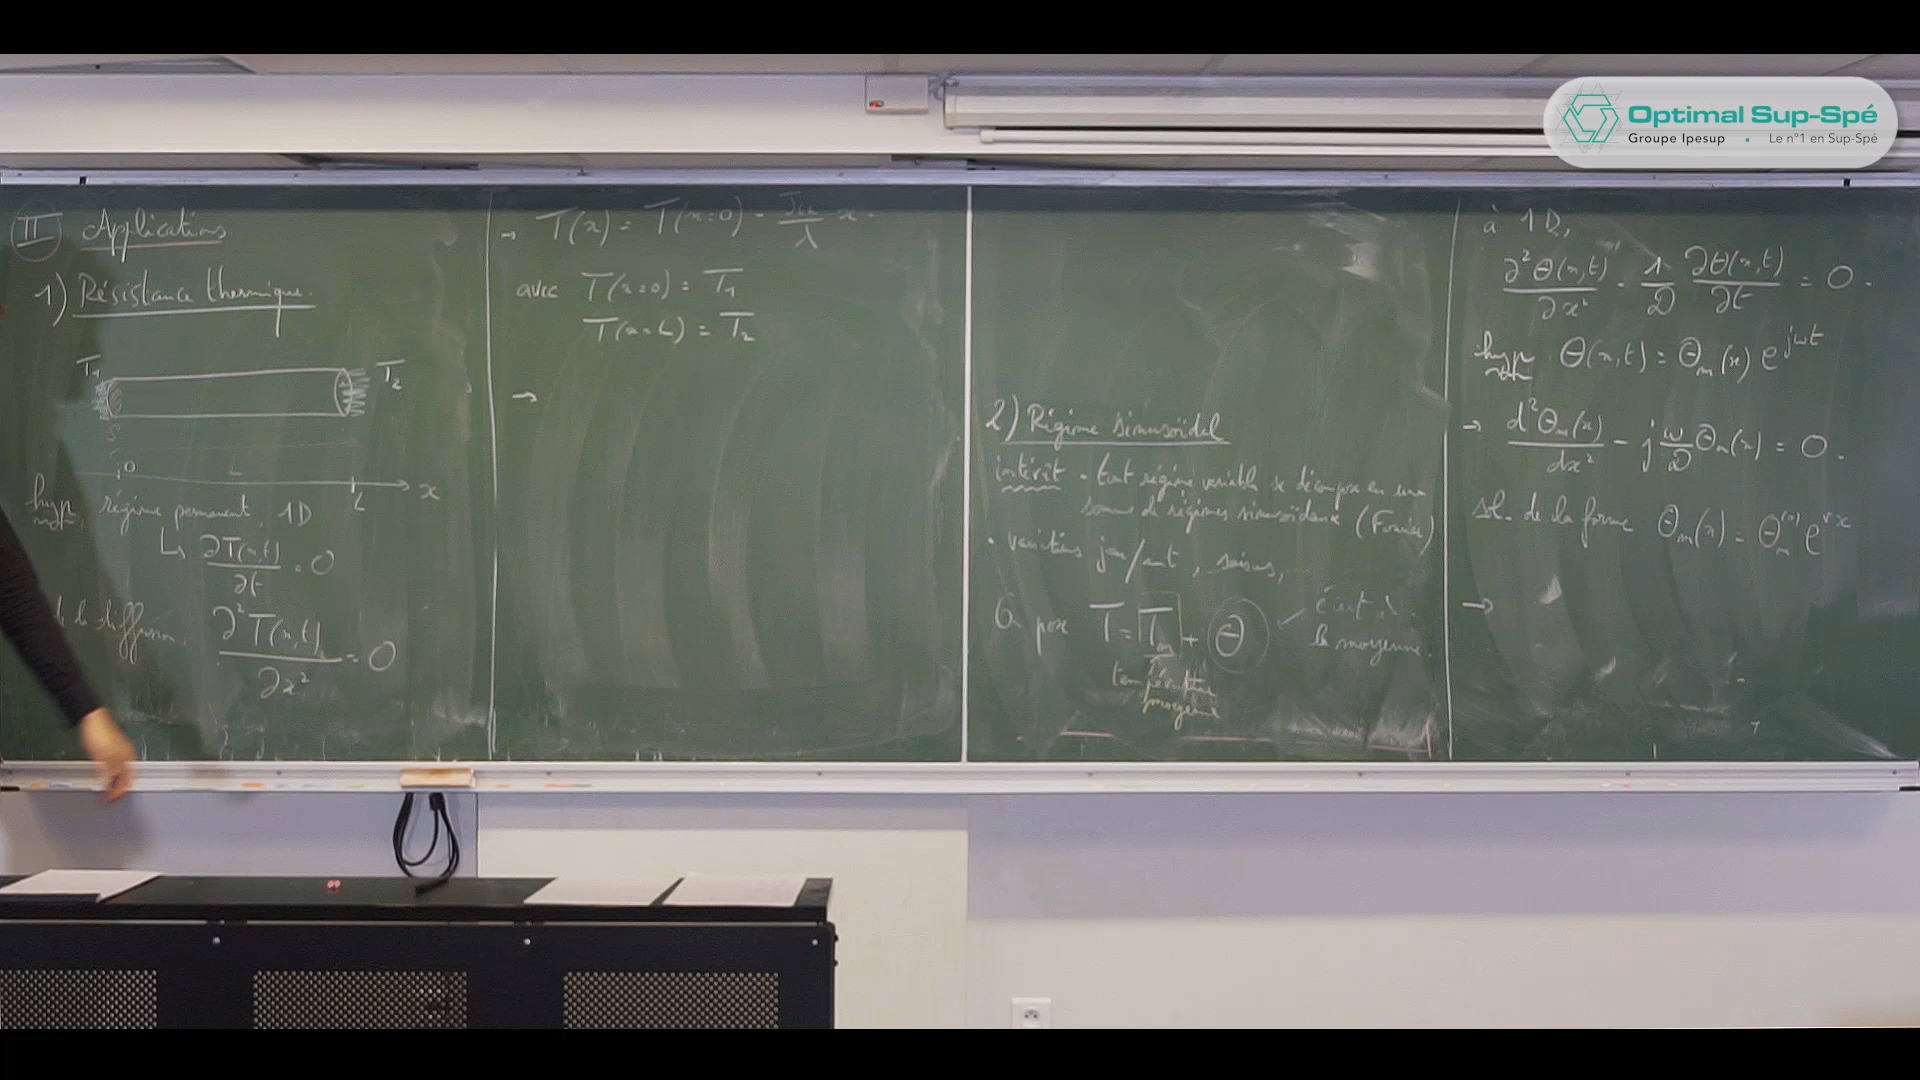 III Applications
1) Résistance thermique.
T₁
T₂
S
0
L
L
x
hyp régime permanent, 1D
↳ ∂T(x,t)/∂t = 0
la diffusion. ∂²T(x,t)/∂x² = 0
→ T(x) = T(x=0) - x.
avec T(x=0) = T₁
T(x=L) = T₂
→
2) Régime sinusoïdal
intérêt • tout régime variable se décompose en une
somme de régimes sinusoïdaux (Fourier)
• variations jour/nuit, saisons, ...
On pose T = Tₘ + Θ
température
moyenne
la moyenne.
à 1D,
∂²Θ(x,t)/∂x² - 1/D ∂Θ(x,t)/∂t = 0.
hyp Θ(x,t) = Θₘ(x) e^{jωt}
→ d²Θₘ(x)/dx² - j ω/D Θₘ(x) = 0.
sol. de la forme Θₘ(x) = Θₘ e^{rx}
→
Optimal Sup-Spé
Groupe Ipesup • Le n°1 en Sup-Spé